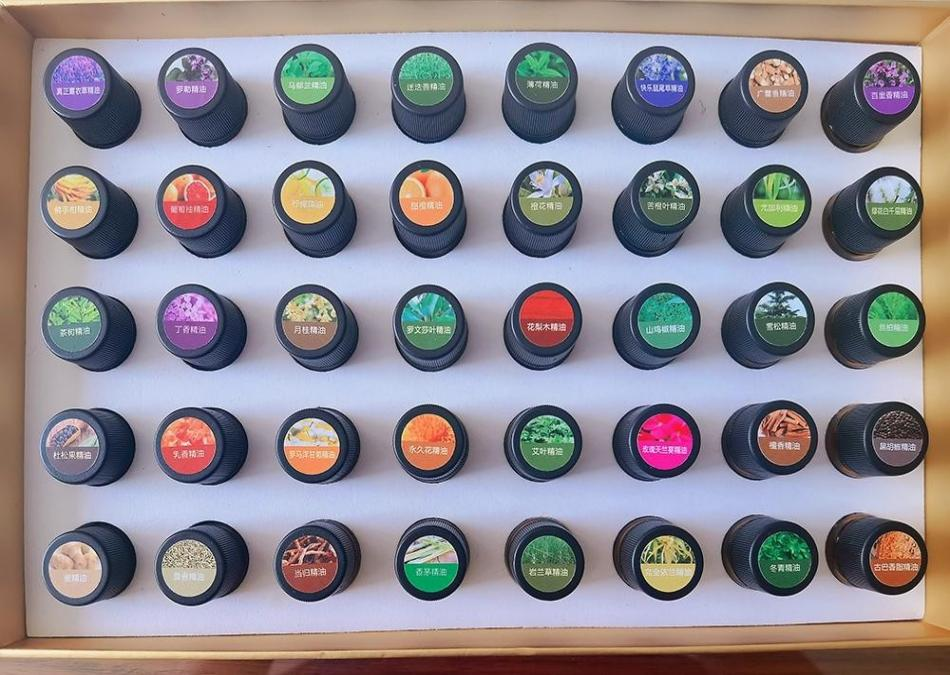 真正薰衣草精油
罗勒精油
马郁兰精油
迷迭香精油
薄荷精油
快乐鼠尾草精油
广藿香精油
百里香精油
佛手柑精油
葡萄柚精油
柠檬精油
甜橙精油
橙花精油
苦橙叶精油
尤加利精油
绿花白千层精油
茶树精油
丁香精油
月桂精油
罗文莎叶精油
花梨木精油
山鸡椒精油
雪松精油
丝柏精油
杜松果精油
乳香精油
罗马洋甘菊精油
永久花精油
艾叶精油
玫瑰天竺葵精油
檀香精油
黑胡椒精油
姜精油
茴香精油
当归精油
香茅精油
岩兰草精油
完全依兰精油
冬青精油
古巴香脂精油